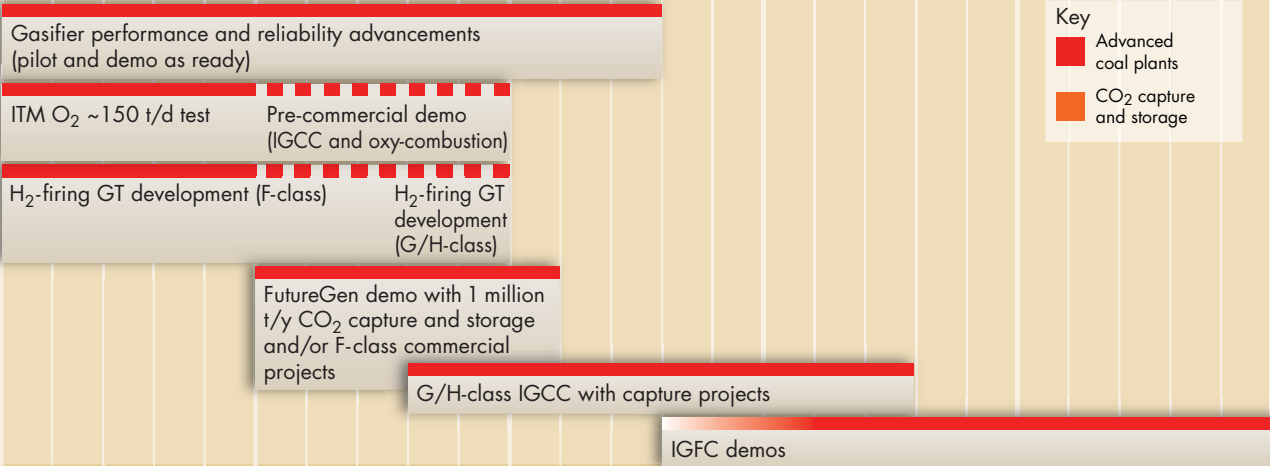 Gasifier performance and reliability advancements
(pilot and demo as ready)
ITM O2 ~150 t/d test
Pre-commercial demo
(IGCC and oxy-combustion)
H2-firing GT development (F-class)
H2-firing GT
development
(G/H-class)
FutureGen demo with 1 million
t/y CO2 capture and storage
and/or F-class commercial
projects
G/H-class IGCC with capture projects
IGFC demos
Key
Advanced
coal plants
CO2 capture
and storage